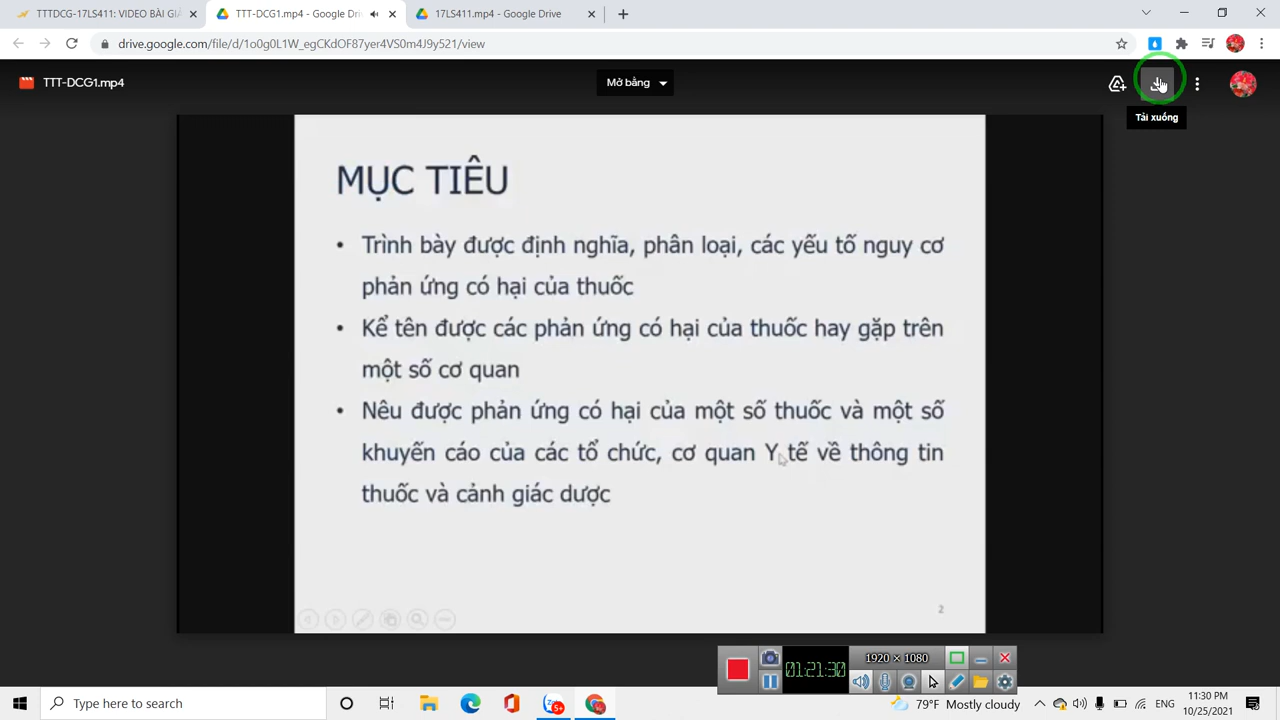 TTTDCG-17LS411: VIDEO BÀI GIẢ
TTT-DCG1.mp4 - Google Dri
17LS411.mp4 - Google Drive
drive.google.com/file/d/1o0g0L1W_egCKdOF87yer4VS0m4J9y521/view
TTT-DCG1.mp4
Mở bằng
Tải xuống
MỤC TIÊU
• Trình bày được định nghĩa, phân loại, các yếu tố nguy cơ
phản ứng có hại của thuốc
• Kể tên được các phản ứng có hại của thuốc hay gặp trên
một số cơ quan
• Nêu được phản ứng có hại của một số thuốc và một số
khuyến cáo của các tổ chức, cơ quan Y tế về thông tin
thuốc và cảnh giác dược
2
01:21:30
1920 × 1080
Type here to search
79°F Mostly cloudy
ENG
11:30 PM
10/25/2021